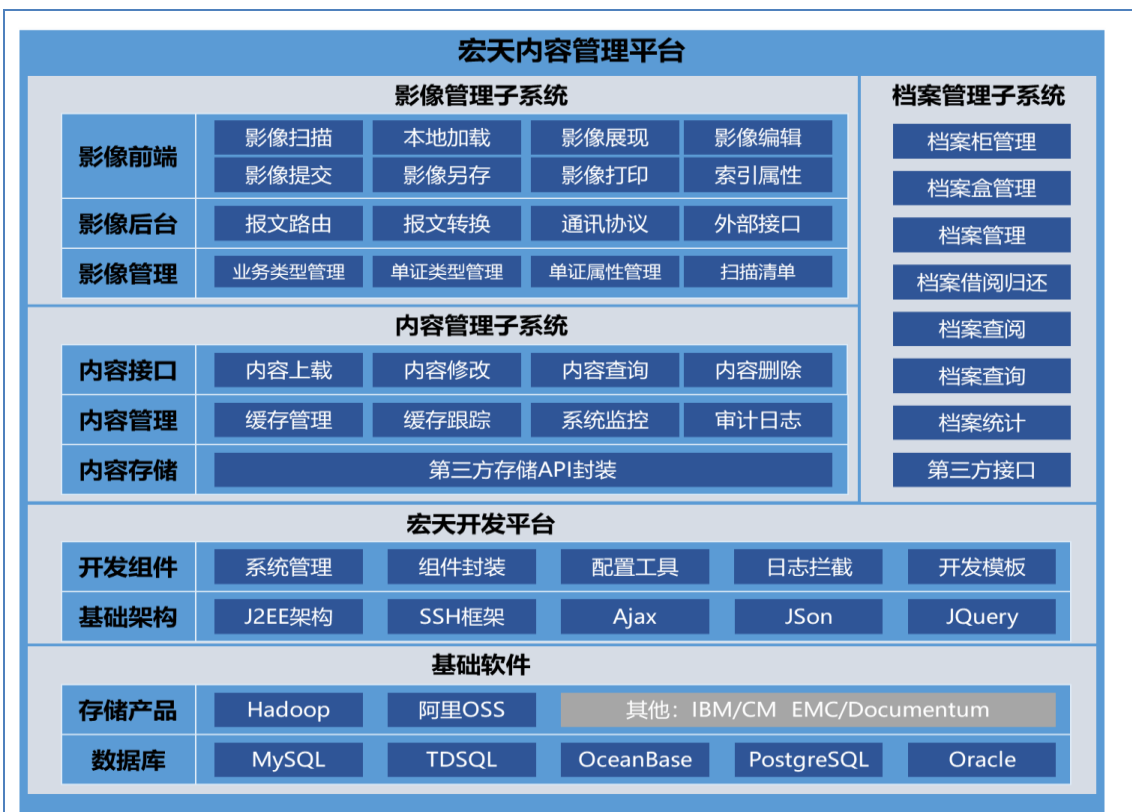 宏天内容管理平台
影像管理子系统
影像前端
影像扫描 本地加载 影像展现 影像编辑
影像提交 影像另存 影像打印 索引属性
影像后台 报文路由 报文转换 通讯协议 外部接口
影像管理 业务类型管理 单证类型管理 单证属性管理 扫描清单
内容管理子系统
内容接口 内容上载 内容修改 内容查询 内容删除
内容管理 缓存管理 缓存跟踪 系统监控 审计日志
内容存储 第三方存储API封装
档案管理子系统
档案柜管理
档案盒管理
档案管理
档案借阅归还
档案查阅
档案查询
档案统计
第三方接口
宏天开发平台
开发组件 系统管理 组件封装 配置工具 日志拦截 开发模板
基础架构 J2EE架构 SSH框架 Ajax JSon JQuery
基础软件
存储产品 Hadoop 阿里OSS 其他：IBM/CM EMC/Documentum
数据库 MySQL TDSQL OceanBase PostgreSQL Oracle